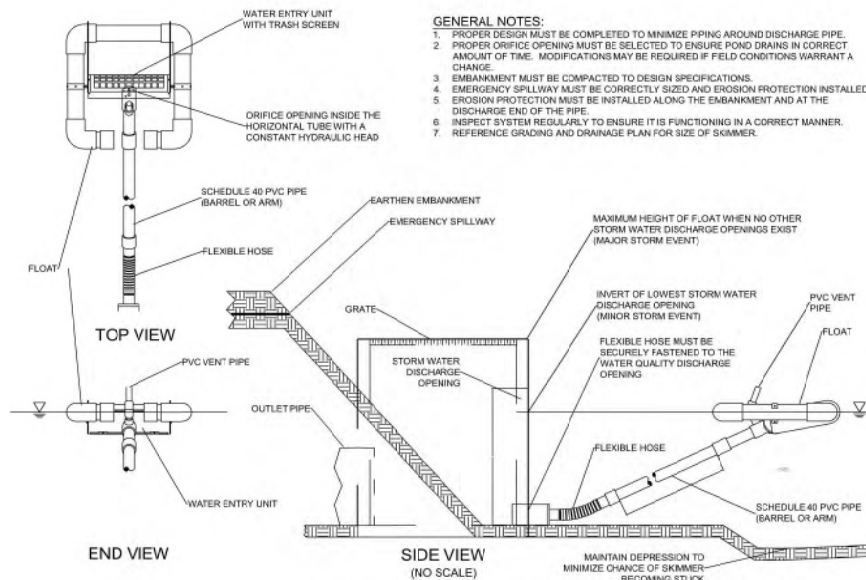 WATER ENTRY UNIT
WITH TRASH SCREEN
ORIFICE OPENING INSIDE THE
HORIZONTAL TUBE WITH A
CONSTANT HYDRAULIC HEAD
SCHEDULE 40 PVC PIPE
(BARREL OR ARM)
FLEXIBLE HOSE
FLOAT
TOP VIEW
GENERAL NOTES:
1. PROPER DESIGN MUST BE COMPLETED TO MINIMIZE PIPING AROUND DISCHARGE PIPE.
2. PROPER ORIFICE OPENING MUST BE SELECTED TO ENSURE POND DRAINS IN CORRECT
AMOUNT OF TIME. MODIFICATIONS MAY BE REQUIRED IF FIELD CONDITIONS WARRANT A
CHANGE.
3. EMBANKMENT MUST BE COMPACTED TO DESIGN SPECIFICATIONS.
4. EMERGENCY SPILLWAY MUST BE CORRECTLY SIZED AND EROSION PROTECTION INSTALLED
5. EROSION PROTECTION MUST BE INSTALLED ALONG THE EMBANKMENT AND AT THE
DISCHARGE END OF THE PIPE.
6. INSPECT SYSTEM REGULARLY TO ENSURE IT IS FUNCTIONING IN A CORRECT MANNER.
7. REFERENCE GRADING AND DRAINAGE PLAN FOR SIZE OF SKIMMER.
PVC VENT PIPE
WATER ENTRY UNIT
END VIEW
EARTHEN EMBANKMENT
EMERGENCY SPILLWAY
GRATE
STORM WATER
DISCHARGE
OPENING
OUTLET PIPE
MAXIMUM HEIGHT OF FLOAT WHEN NO OTHER
STORM WATER DISCHARGE OPENINGS EXIST
(MAJOR STORM EVENT)
INVERT OF LOWEST STORM WATER
DISCHARGE OPENING
(MINOR STORM EVENT)
FLEXIBLE HOSE MUST BE
SECURELY FASTENED TO THE
WATER QUALITY DISCHARGE
OPENING
PVC VENT
PIPE
FLOAT
FLEXIBLE HOSE
SCHEDULE 40 PVC PIPE
(BARREL OR ARM)
SIDE VIEW
(NO SCALE)
MAINTAIN DEPRESSION TO
MINIMIZE CHANCE OF SKIMMER
BECOMING STUCK